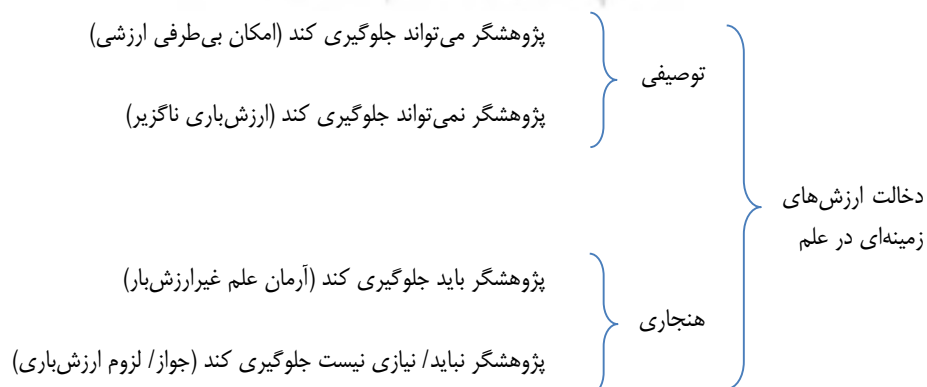 دخالت ارزش‌های
زمینه‌ای در علم
توصیفی
پژوهشگر می‌تواند جلوگیری کند (امکان بی‌طرفی ارزشی)
پژوهشگر نمی‌تواند جلوگیری کند (ارزش‌باری ناگزیر)
هنجاری
پژوهشگر باید جلوگیری کند (آرمان علم غیرارزش‌بار)
پژوهشگر نباید/ نیازی نیست جلوگیری کند (جواز/ لزوم ارزش‌باری)